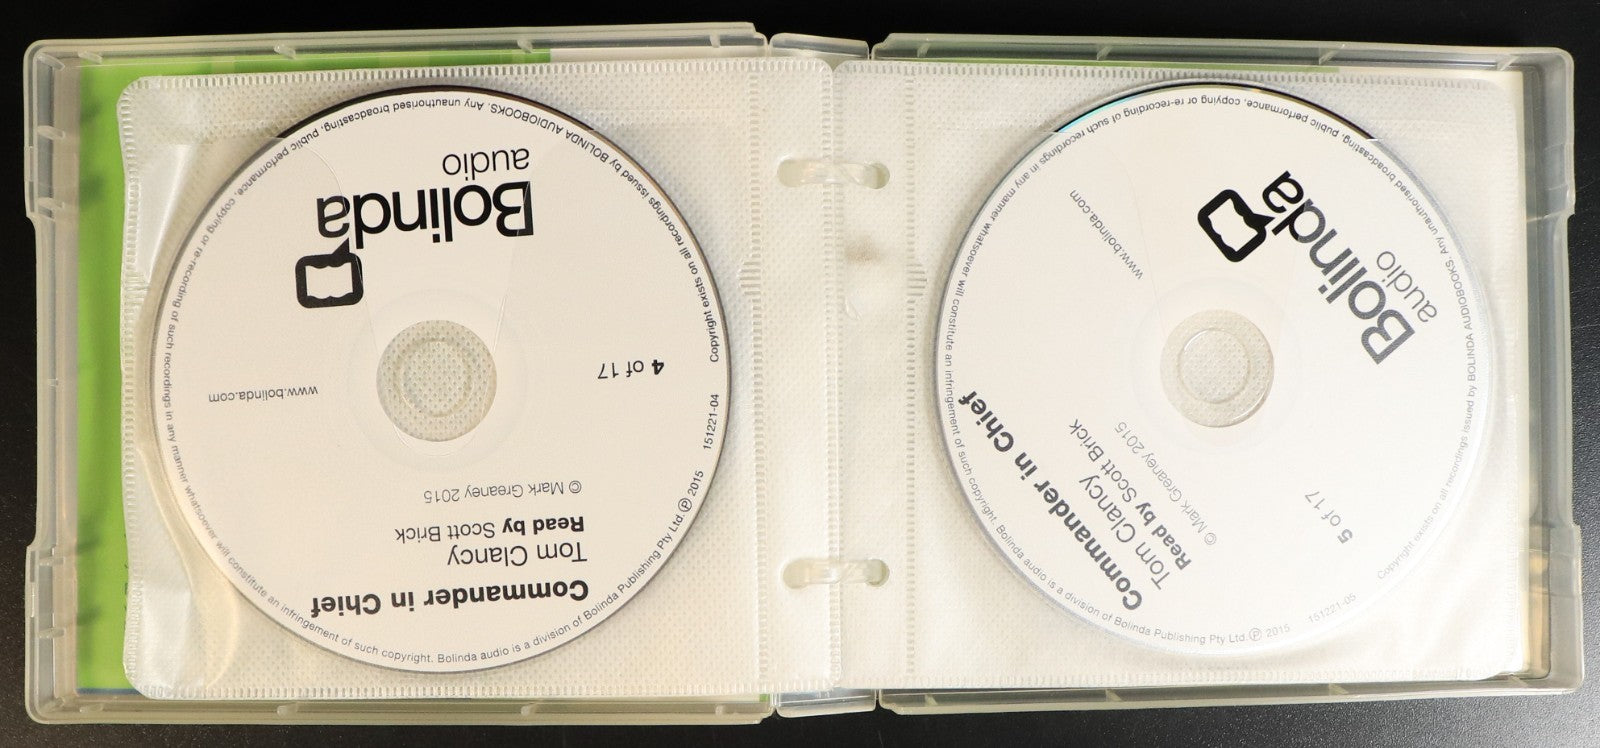 Bolinda
audio
4 of 17
www.bolinda.com
© Mark Greaney 2015
Commander in Chief
Tom Clancy
Read by Scott Brick
Copyright exists on all recordings issued by BOLINDA AUDIOBOOKS. Any unauthorised broadcasting, public performance, copying or re-recording of such recordings in any manner whatsoever will constitute an infringement of such copyright. Bolinda audio is a division of Bolinda Publishing Pty Ltd. ℗ 2015 151221-04
Bolinda
audio
www.bolinda.com
5 of 17
Commander in Chief
Tom Clancy
Read by Scott Brick
© Mark Greaney 2015
Copyright exists on all recordings issued by BOLINDA AUDIOBOOKS. Any unauthorised broadcasting, public performance, copying or re-recording of such recordings in any manner whatsoever will constitute an infringement of such copyright. Bolinda audio is a division of Bolinda Publishing Pty Ltd. ℗ 2015 151221-05